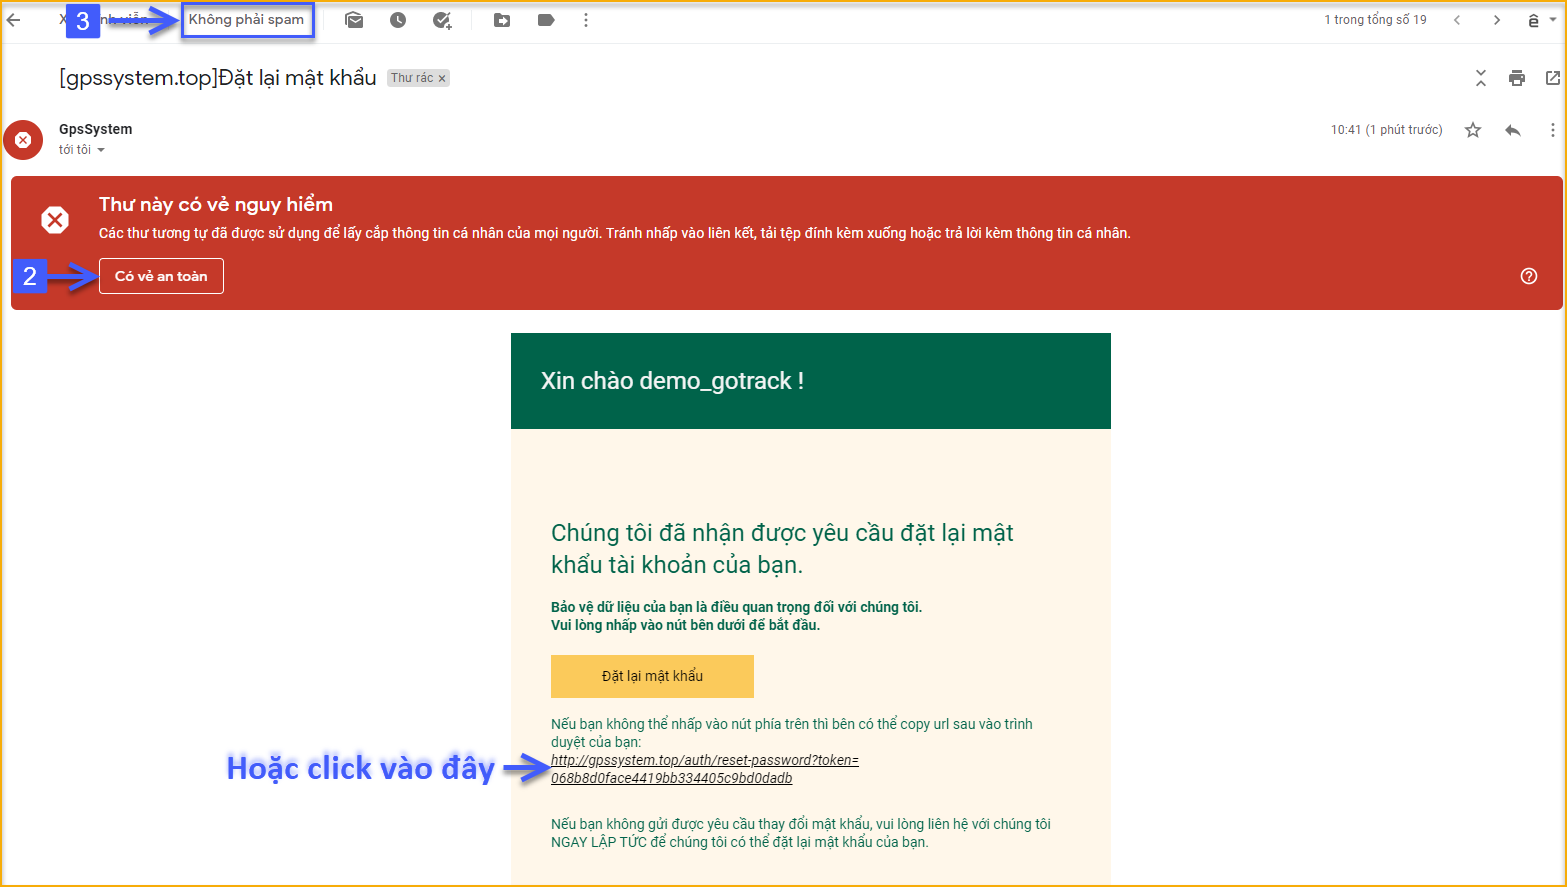 3
Không phải spam
1 trong tổng số 19
ê
[gpssystem.top]Đặt lại mật khẩu
Thư rác ×
GpsSystem
10:41 (1 phút trước)
tới tôi
Thư này có vẻ nguy hiểm
Các thư tương tự đã được sử dụng để lấy cắp thông tin cá nhân của mọi người. Tránh nhấp vào liên kết, tải tệp đính kèm xuống hoặc trả lời kèm thông tin cá nhân.
2
Có vẻ an toàn
Xin chào demo_gotrack !
Chúng tôi đã nhận được yêu cầu đặt lại mật
khẩu tài khoản của bạn.
Bảo vệ dữ liệu của bạn là điều quan trọng đối với chúng tôi.
Vui lòng nhấp vào nút bên dưới để bắt đầu.
Đặt lại mật khẩu
Nếu bạn không thể nhấp vào nút phía trên thì bên có thể copy url sau vào trình
duyệt của bạn:
Hoặc click vào đây
http://gpssystem.top/auth/reset-password?token=
068b8d0face4419bb334405c9bd0dadb
Nếu bạn không gửi được yêu cầu thay đổi mật khẩu, vui lòng liên hệ với chúng tôi
NGAY LẬP TỨC để chúng tôi có thể đặt lại mật khẩu của bạn.